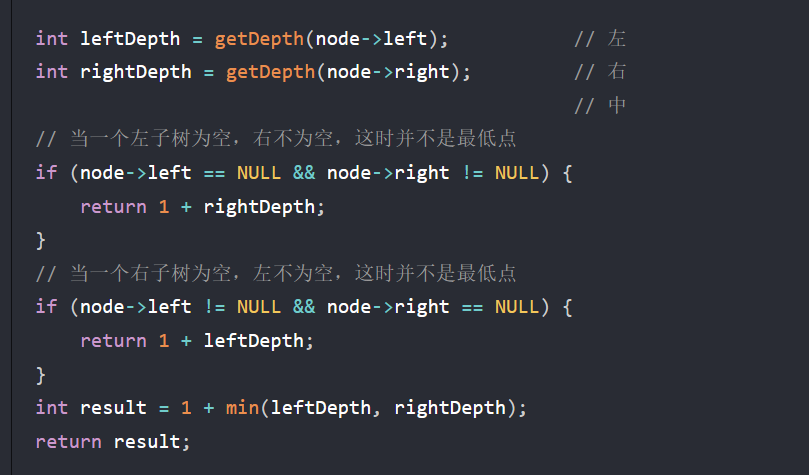 int leftDepth = getDepth(node->left);           // 左
int rightDepth = getDepth(node->right);         // 右
                                                // 中
// 当一个左子树为空，右不为空，这时并不是最低点
if (node->left == NULL && node->right != NULL) {
    return 1 + rightDepth;
}
// 当一个右子树为空，左不为空，这时并不是最低点
if (node->left != NULL && node->right == NULL) {
    return 1 + leftDepth;
}
int result = 1 + min(leftDepth, rightDepth);
return result;